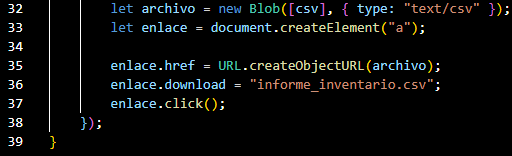 32 let archivo = new Blob([csv], { type: "text/csv" });
33 let enlace = document.createElement("a");
34
35 enlace.href = URL.createObjectURL(archivo);
36 enlace.download = "informe_inventario.csv";
37 enlace.click();
38 });
39 }